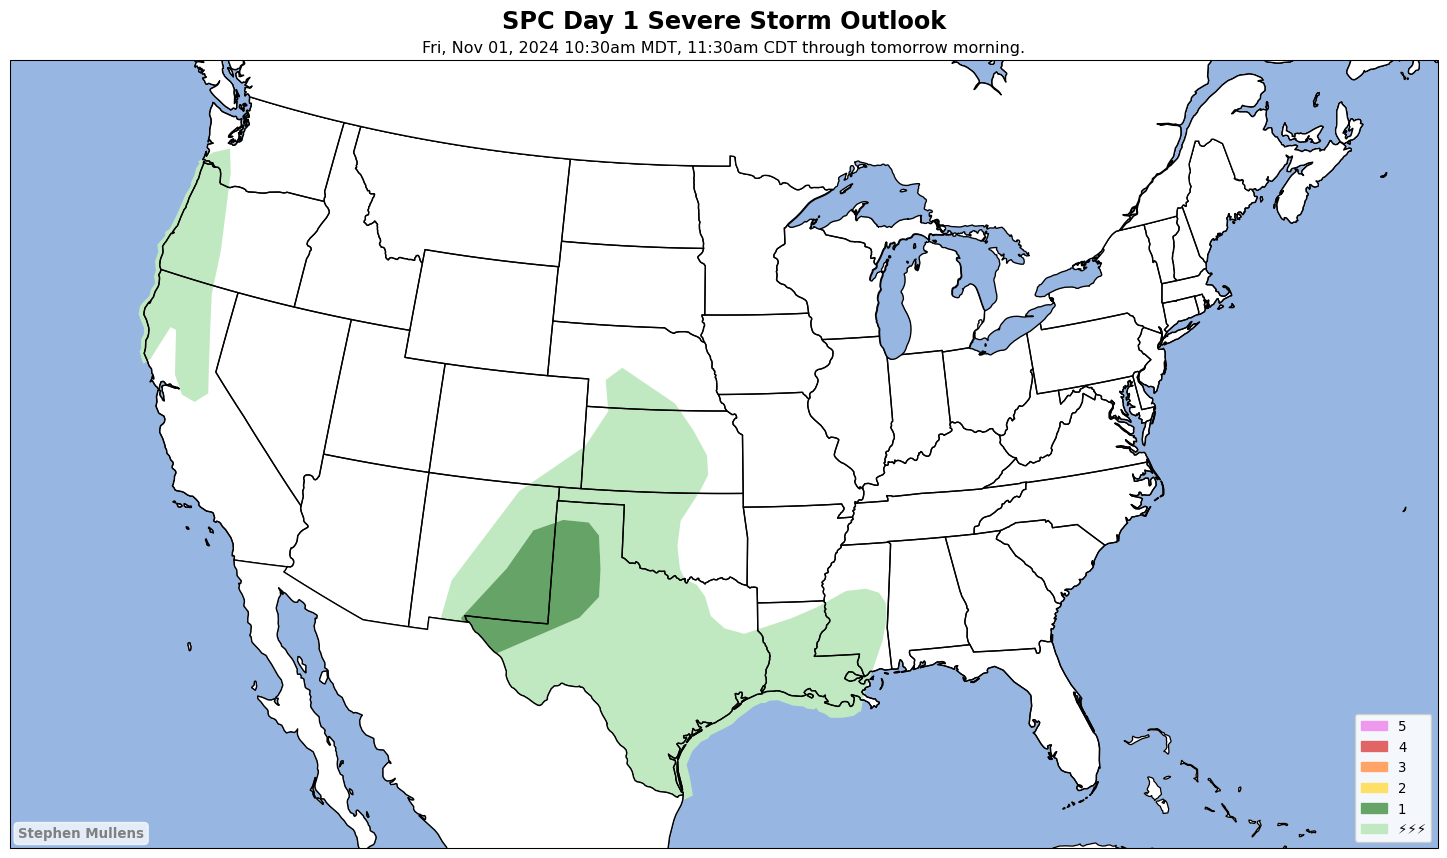 SPC Day 1 Severe Storm Outlook
Fri, Nov 01, 2024 10:30am MDT, 11:30am CDT through tomorrow morning.
5
4
3
2
1
⚡⚡⚡
Stephen Mullens